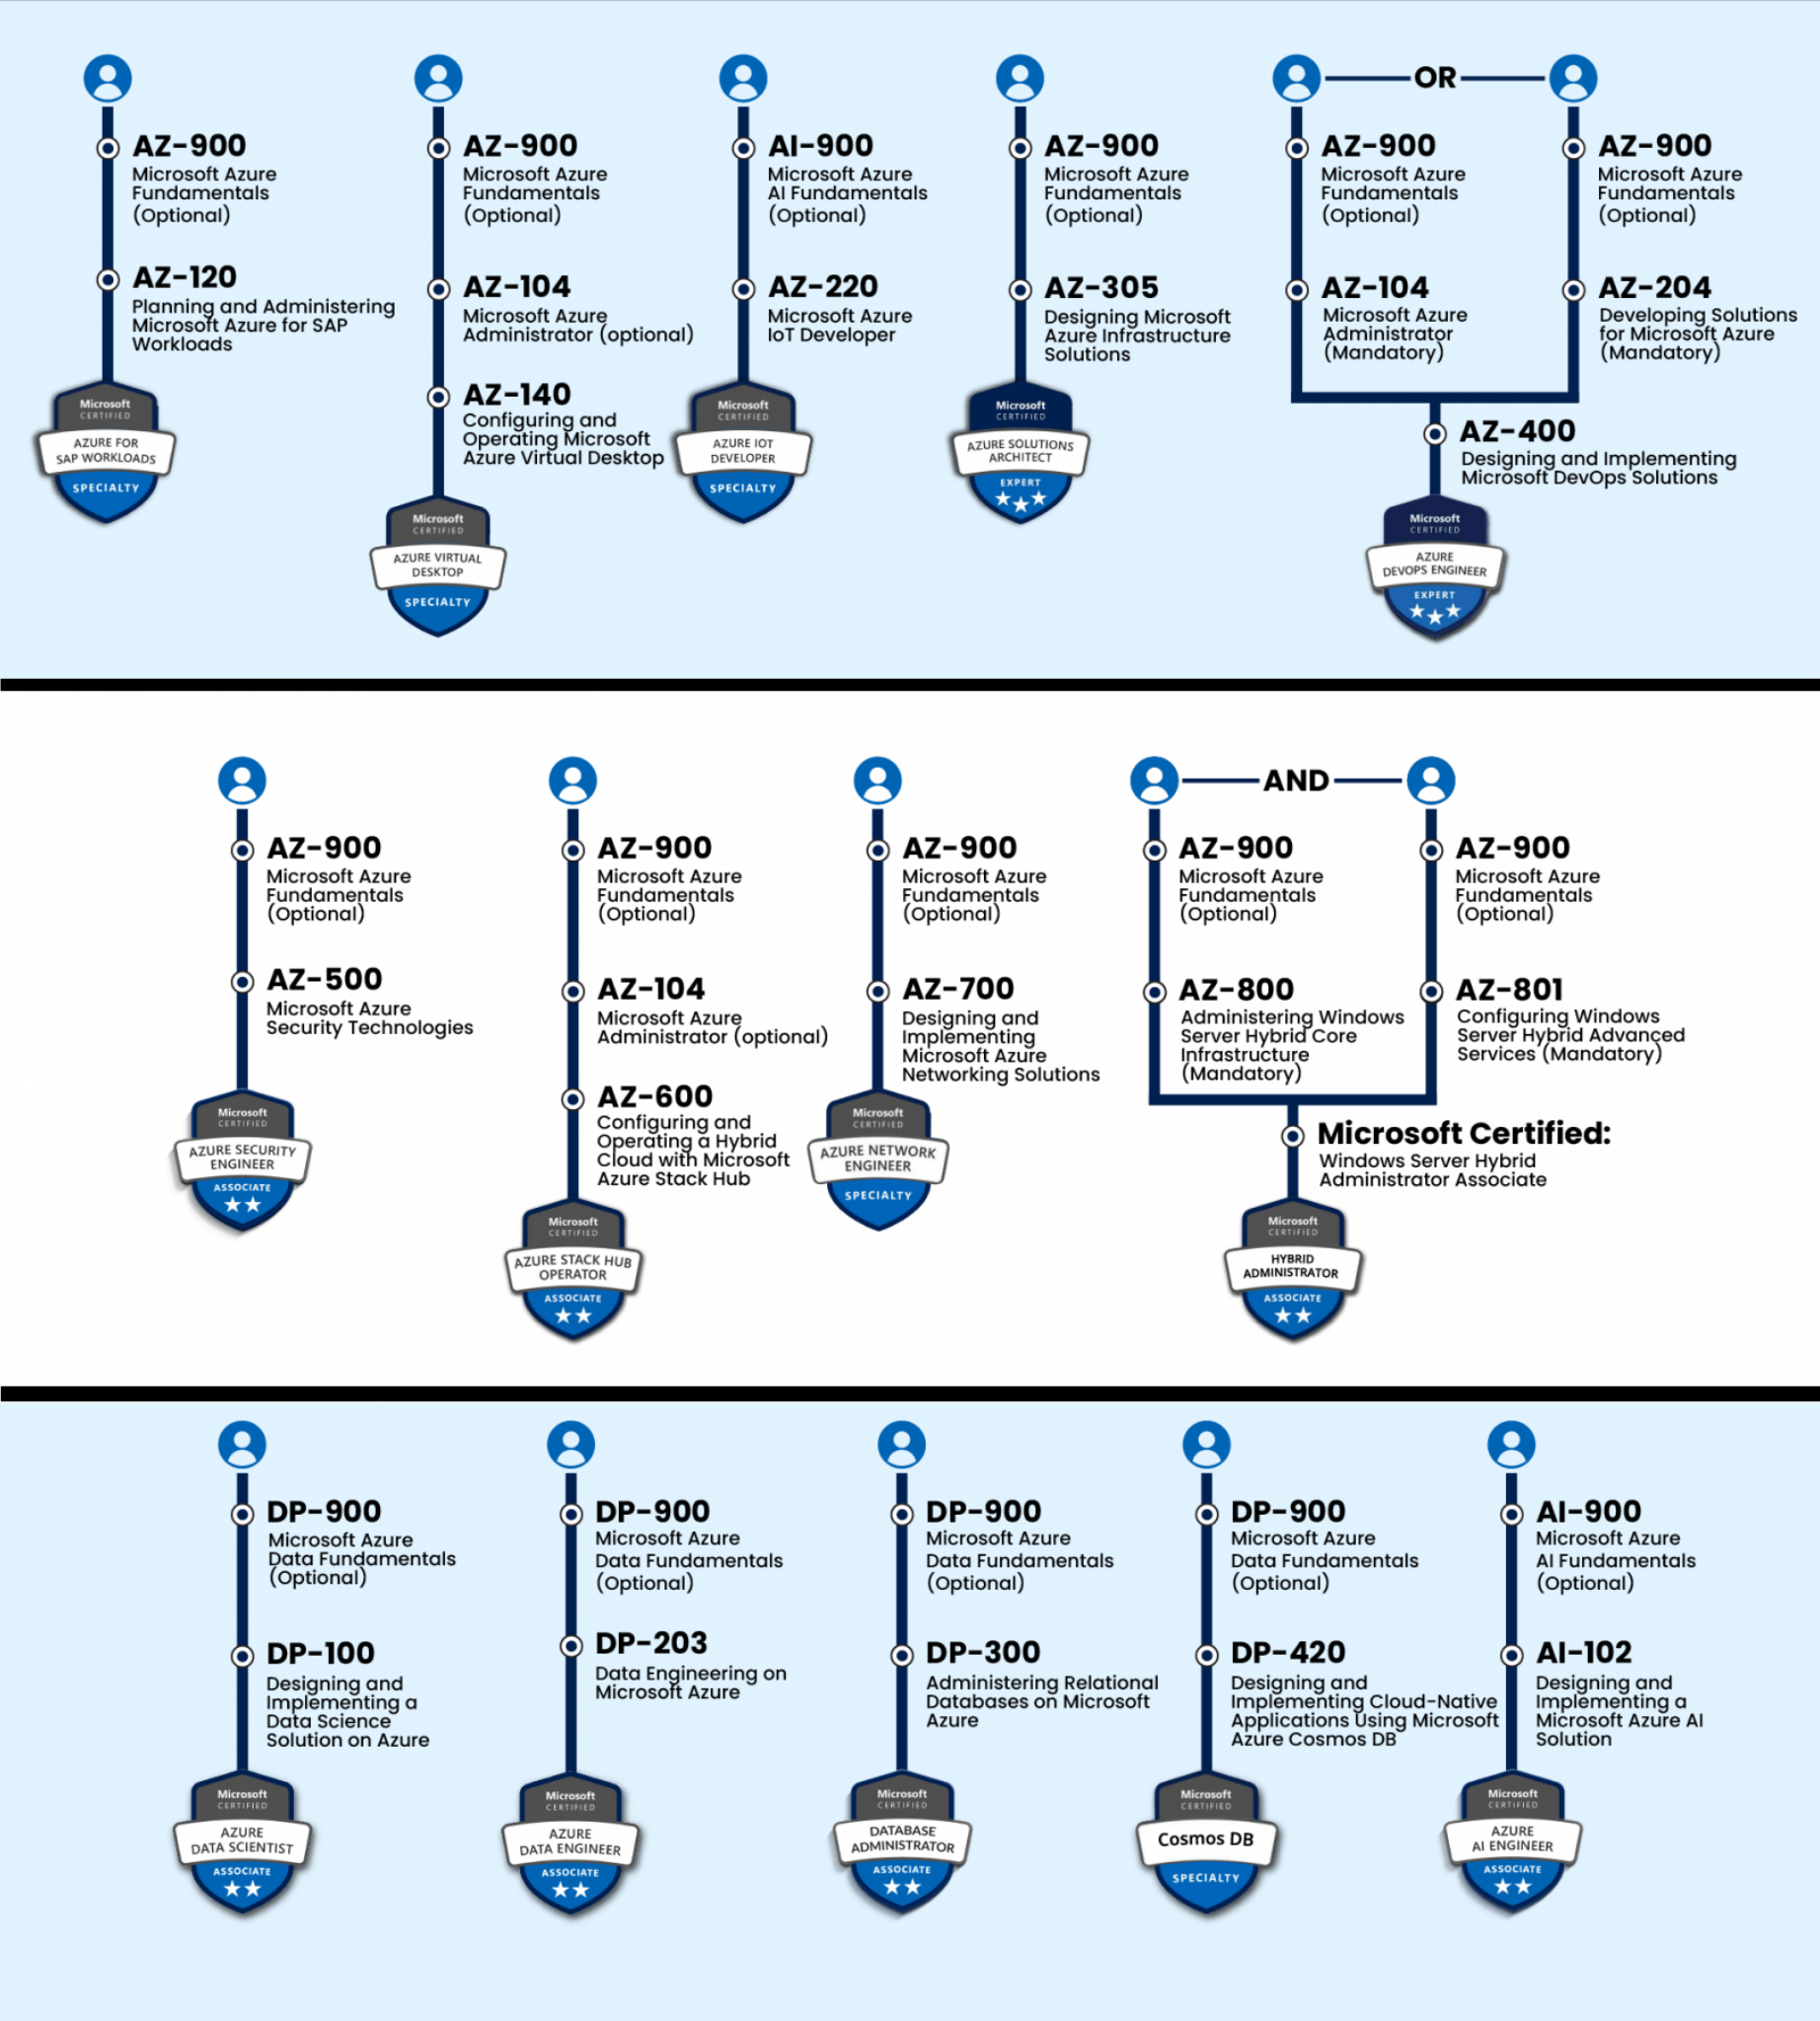 OR
AZ-900
Microsoft Azure
Fundamentals
(Optional)
AZ-120
Planning and Administering
Microsoft Azure for SAP
Workloads
Microsoft
CERTIFIED
AZURE FOR
SAP WORKLOADS
SPECIALTY
AZ-900
Microsoft Azure
Fundamentals
(Optional)
AZ-104
Microsoft Azure
Administrator (optional)
AZ-140
Configuring and
Operating Microsoft
Azure Virtual Desktop
Microsoft
CERTIFIED
AZURE VIRTUAL
DESKTOP
SPECIALTY
AI-900
Microsoft Azure
AI Fundamentals
(Optional)
AZ-220
Microsoft Azure
IoT Developer
Microsoft
CERTIFIED
AZURE IOT
DEVELOPER
SPECIALTY
AZ-900
Microsoft Azure
Fundamentals
(Optional)
AZ-305
Designing Microsoft
Azure Infrastructure
Solutions
Microsoft
CERTIFIED
AZURE SOLUTIONS
ARCHITECT
EXPERT
AZ-900
Microsoft Azure
Fundamentals
(Optional)
AZ-104
Microsoft Azure
Administrator
(Mandatory)
AZ-900
Microsoft Azure
Fundamentals
(Optional)
AZ-204
Developing Solutions
for Microsoft Azure
(Mandatory)
AZ-400
Designing and Implementing
Microsoft DevOps Solutions
Microsoft
CERTIFIED
AZURE
DEVOPS ENGINEER
EXPERT
AND
AZ-900
Microsoft Azure
Fundamentals
(Optional)
AZ-500
Microsoft Azure
Security Technologies
Microsoft
CERTIFIED
AZURE SECURITY
ENGINEER
ASSOCIATE
AZ-900
Microsoft Azure
Fundamentals
(Optional)
AZ-104
Microsoft Azure
Administrator (optional)
AZ-600
Configuring and
Operating a Hybrid
Cloud with Microsoft
Azure Stack Hub
Microsoft
CERTIFIED
AZURE STACK HUB
OPERATOR
ASSOCIATE
AZ-900
Microsoft Azure
Fundamentals
(Optional)
AZ-700
Designing and
Implementing
Microsoft Azure
Networking Solutions
Microsoft
CERTIFIED
AZURE NETWORK
ENGINEER
SPECIALTY
AZ-900
Microsoft Azure
Fundamentals
(Optional)
AZ-800
Administering Windows
Server Hybrid Core
Infrastructure
(Mandatory)
AZ-900
Microsoft Azure
Fundamentals
(Optional)
AZ-801
Configuring Windows
Server Hybrid Advanced
Services (Mandatory)
Microsoft Certified:
Windows Server Hybrid
Administrator Associate
Microsoft
CERTIFIED
HYBRID
ADMINISTRATOR
ASSOCIATE
DP-900
Microsoft Azure
Data Fundamentals
(Optional)
DP-100
Designing and
Implementing a
Data Science
Solution on Azure
Microsoft
CERTIFIED
AZURE
DATA SCIENTIST
ASSOCIATE
DP-900
Microsoft Azure
Data Fundamentals
(Optional)
DP-203
Data Engineering on
Microsoft Azure
Microsoft
CERTIFIED
AZURE
DATA ENGINEER
ASSOCIATE
DP-900
Microsoft Azure
Data Fundamentals
(Optional)
DP-300
Administering Relational
Databases on Microsoft
Azure
Microsoft
CERTIFIED
DATABASE
ADMINISTRATOR
ASSOCIATE
DP-900
Microsoft Azure
Data Fundamentals
(Optional)
DP-420
Designing and
Implementing Cloud-Native
Applications Using Microsoft
Azure Cosmos DB
Microsoft
CERTIFIED
Cosmos DB
SPECIALTY
AI-900
Microsoft Azure
AI Fundamentals
(Optional)
AI-102
Designing and
Implementing a
Microsoft Azure AI
Solution
Microsoft
CERTIFIED
AZURE
AI ENGINEER
ASSOCIATE